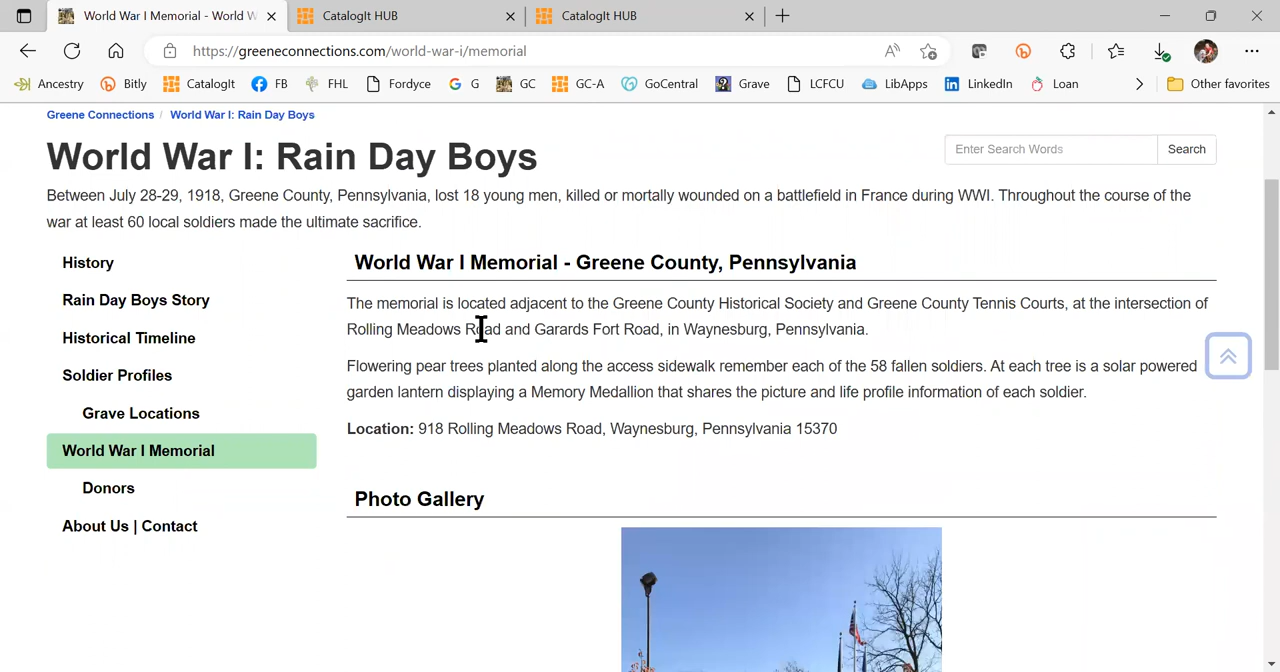 World War I Memorial - World W
CatalogIt HUB
CatalogIt HUB
https://greeneconnections.com/world-war-i/memorial
Ancestry Bitly CatalogIt FB FHL Fordyce G GC GC-A GoCentral Grave LCFCU LibApps LinkedIn Loan Other favorites
Greene Connections / World War I: Rain Day Boys
World War I: Rain Day Boys
Enter Search Words Search
Between July 28-29, 1918, Greene County, Pennsylvania, lost 18 young men, killed or mortally wounded on a battlefield in France during WWI. Throughout the course of the
war at least 60 local soldiers made the ultimate sacrifice.
History
Rain Day Boys Story
Historical Timeline
Soldier Profiles
Grave Locations
World War I Memorial
Donors
About Us | Contact
World War I Memorial - Greene County, Pennsylvania
The memorial is located adjacent to the Greene County Historical Society and Greene County Tennis Courts, at the intersection of
Rolling Meadows Road and Garards Fort Road, in Waynesburg, Pennsylvania.
Flowering pear trees planted along the access sidewalk remember each of the 58 fallen soldiers. At each tree is a solar powered
garden lantern displaying a Memory Medallion that shares the picture and life profile information of each soldier.
Location: 918 Rolling Meadows Road, Waynesburg, Pennsylvania 15370
Photo Gallery